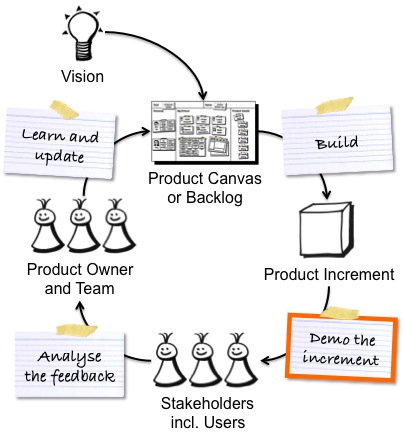 Vision
Learn and
update
Build
Product Canvas
or Backlog
Product Owner
and Team
Product Increment
Demo the
increment
Analyse
the feedback
Stakeholders
incl. Users